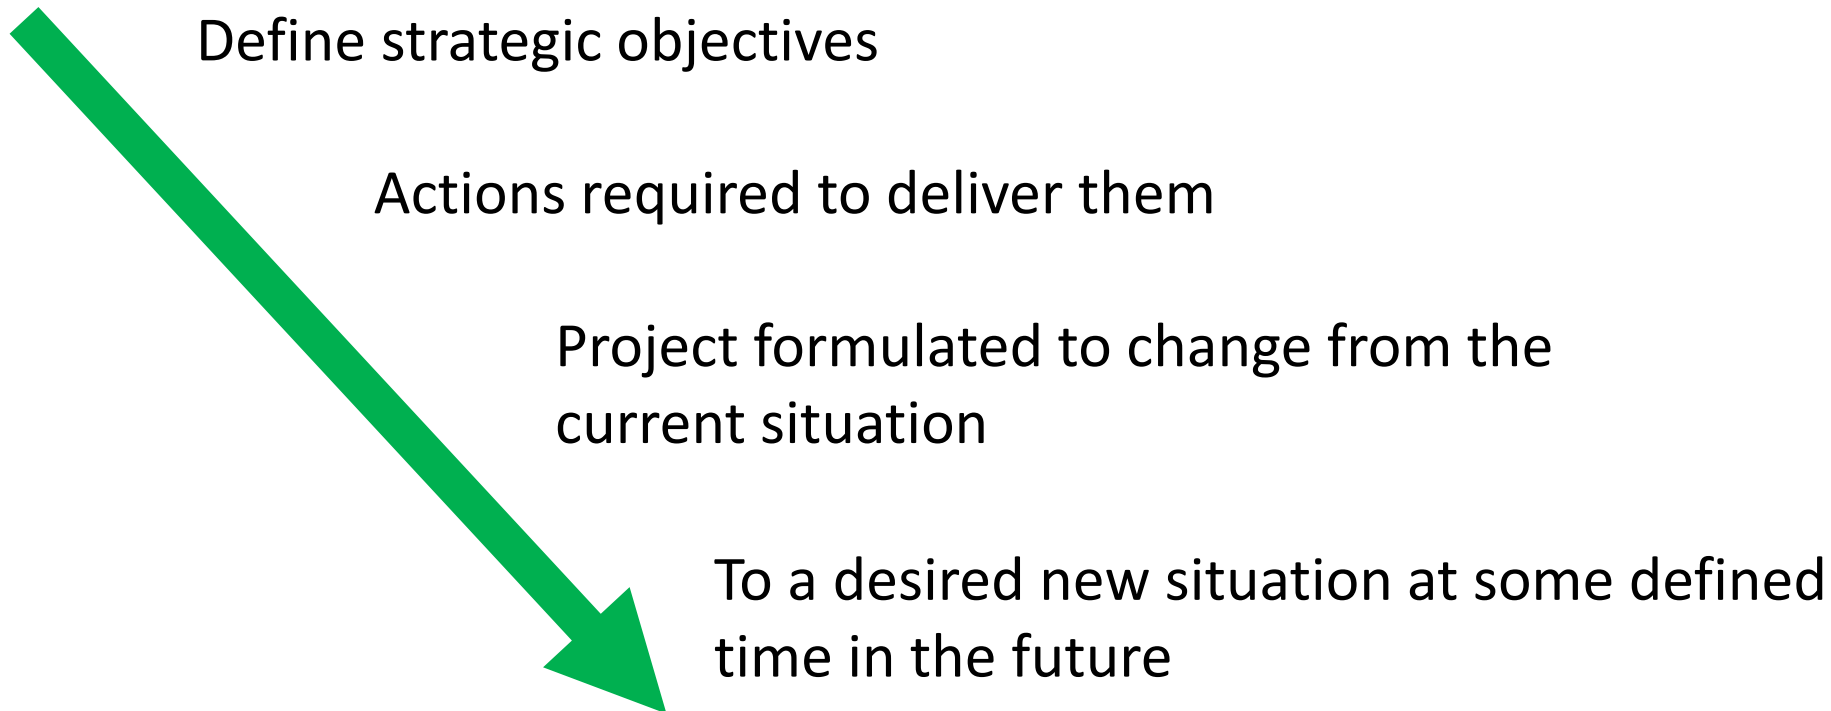 Define strategic objectives
Actions required to deliver them
Project formulated to change from the
current situation
To a desired new situation at some defined
time in the future